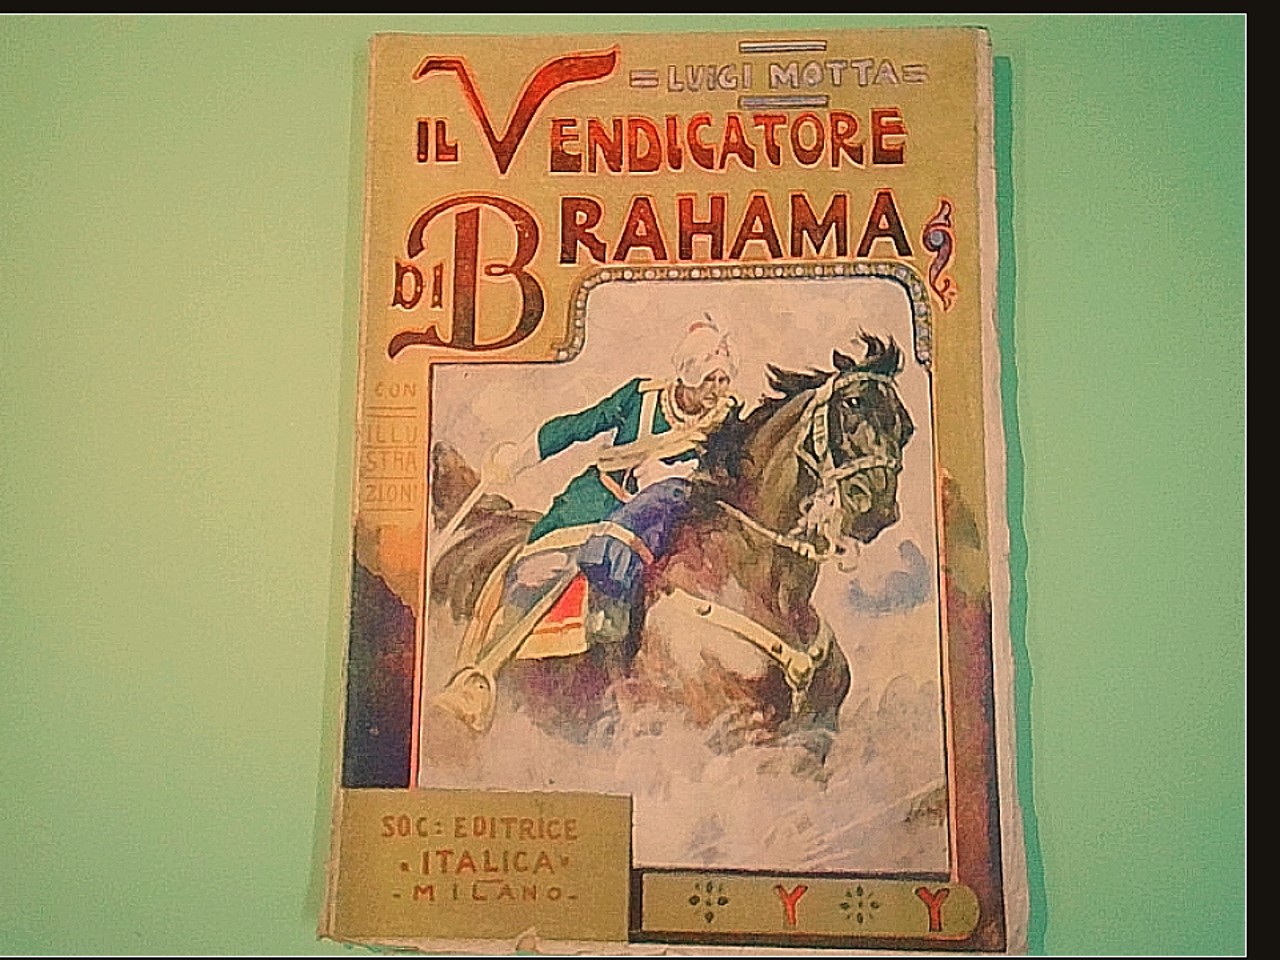 = LUIGI MOTTA =
IL VENDICATORE
DI BRAHAMA
CON
ILLU
STRA
ZIONI
SOC: EDITRICE
"ITALICA"
- MILANO -